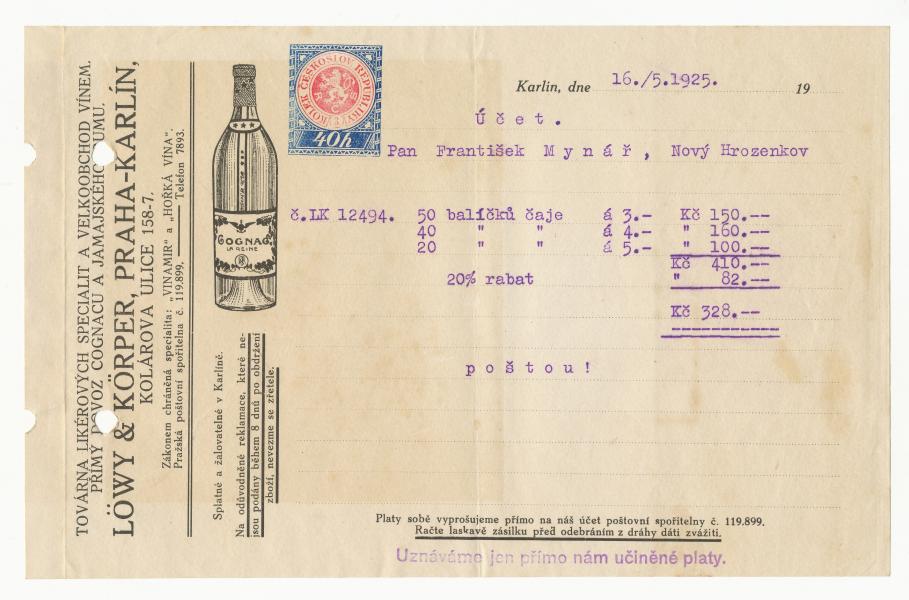 TOVÁRNA LIKÉROVÝCH SPECIALIT A VELKOOBCHOD VÍNEM.
PŘÍMÝ DOVOZ COGNACU A JAMAJSKÉHO RUMU.
LÖWY & KÖRPER, PRAHA-KARLÍN,
KOLÁROVA ULICE 158-7.
Zákonem chráněná specialita: „VINAMIR" a „HOŘKÁ VÍNA".
Pražská poštovní spořitelna č. 119.899. — Telefon 7893.
COGNAC
LA REINE
Splatné a žalovatelné v Karlíně.
Na odůvodněné reklamace, které ne-
jsou podány během 8 dnů po obdržení
zboží, nevezme se zřetele.
KOLEK ČESKOSLOV REPUBLIKY
40h
Karlín, dne 16./5.1925. 19
Účet.
Pan František Mynář, Nový Hrozenkov
č.LK 12494. 50 balíčků čaje á 3.- Kč 150.--
40 " " á 4.- " 160.--
20 " " á 5.- " 100.--
Kč 410.--
20% rabat " 82.--
Kč 328.--
poštou!
Platy sobě vyprošujeme přímo na náš účet poštovní spořitelny č. 119.899.
Račte laskavě zásilku před odebráním z dráhy dáti zvážiti.
Uznáváme jen přímo nám učiněné platy.